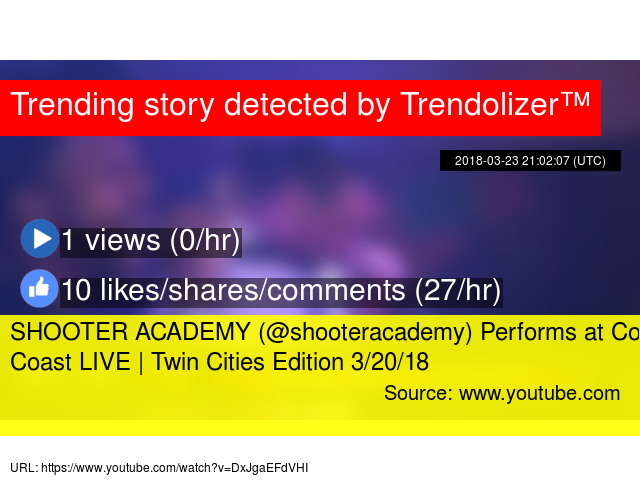 Trending story detected by Trendolizer™
2018-03-23 21:02:07 (UTC)
1 views (0/hr)
10 likes/shares/comments (27/hr)
SHOOTER ACADEMY (@shooteracademy) Performs at Co
Coast LIVE | Twin Cities Edition 3/20/18
Source: www.youtube.com
URL: https://www.youtube.com/watch?v=DxJgaEFdVHI